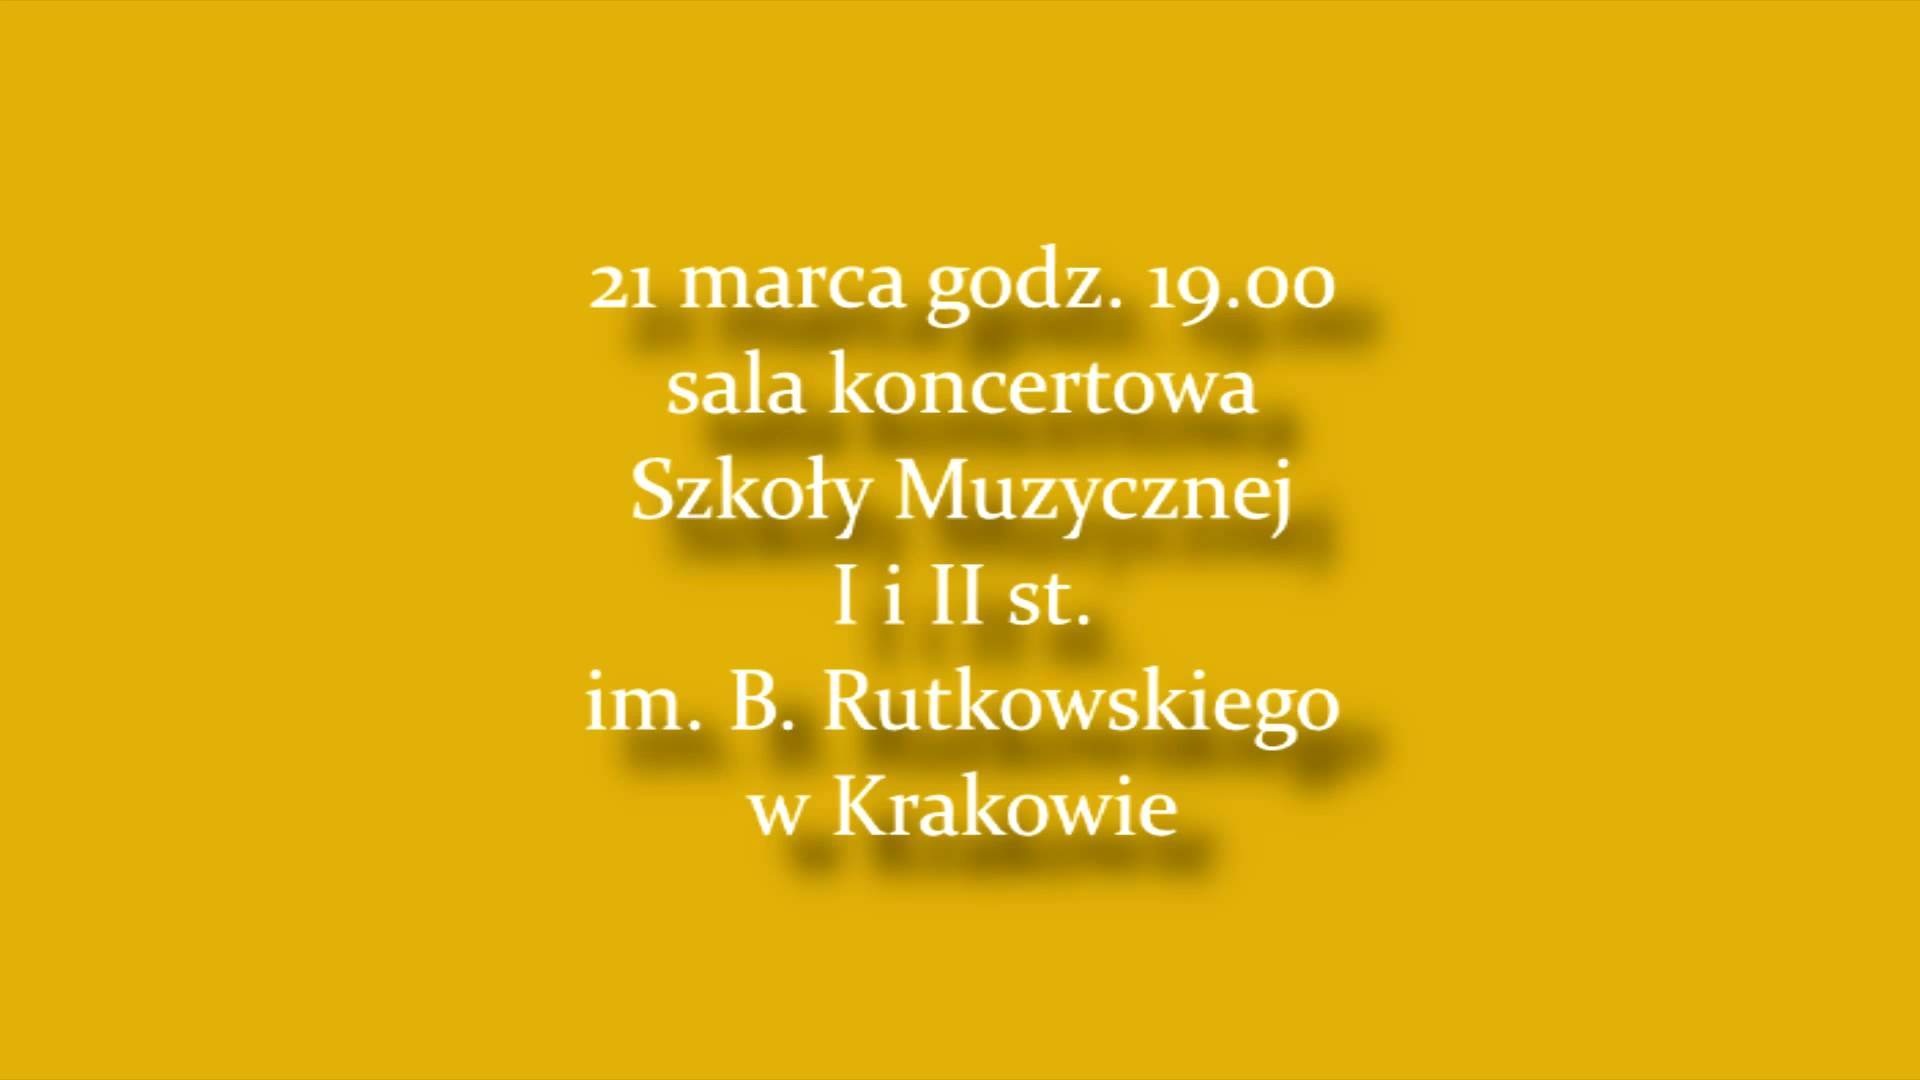 21 marca godz. 19.00
sala koncertowa
Szkoły Muzycznej
I i II st.
im. B. Rutkowskiego
w Krakowie